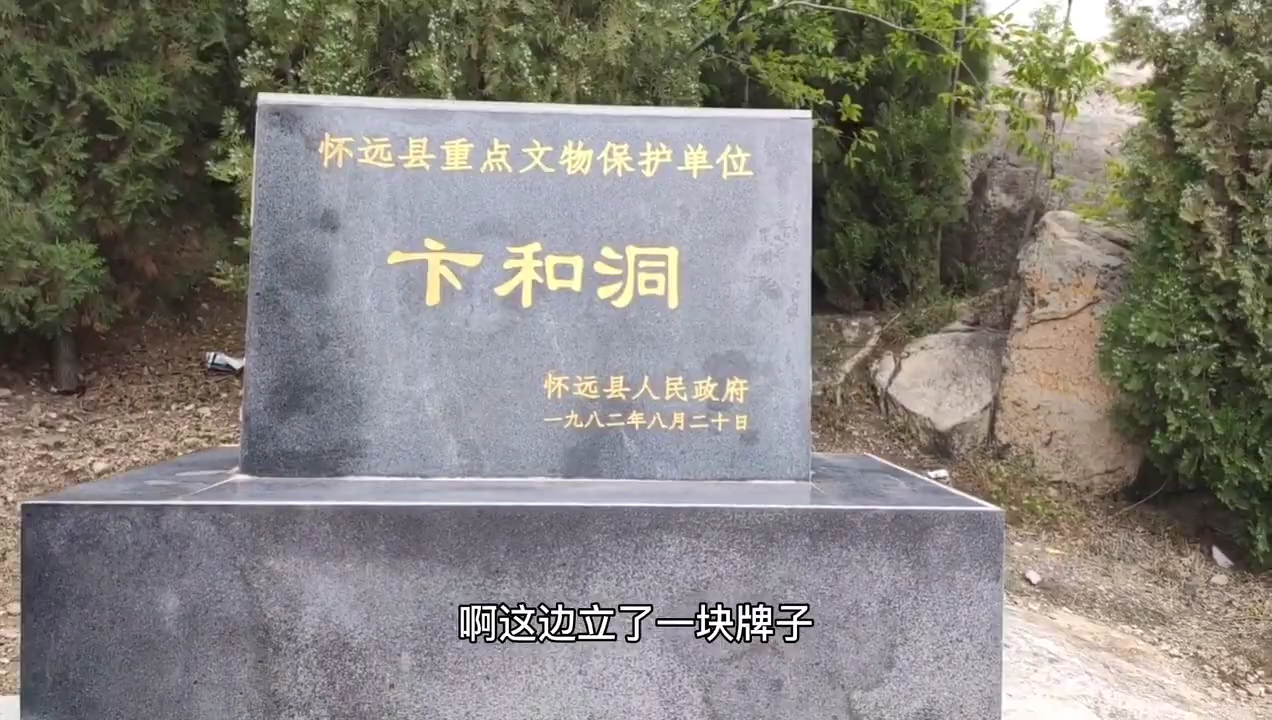 怀远县重点文物保护单位
卞和洞
怀远县人民政府
一九八二年八月二十日
啊这边立了一块牌子